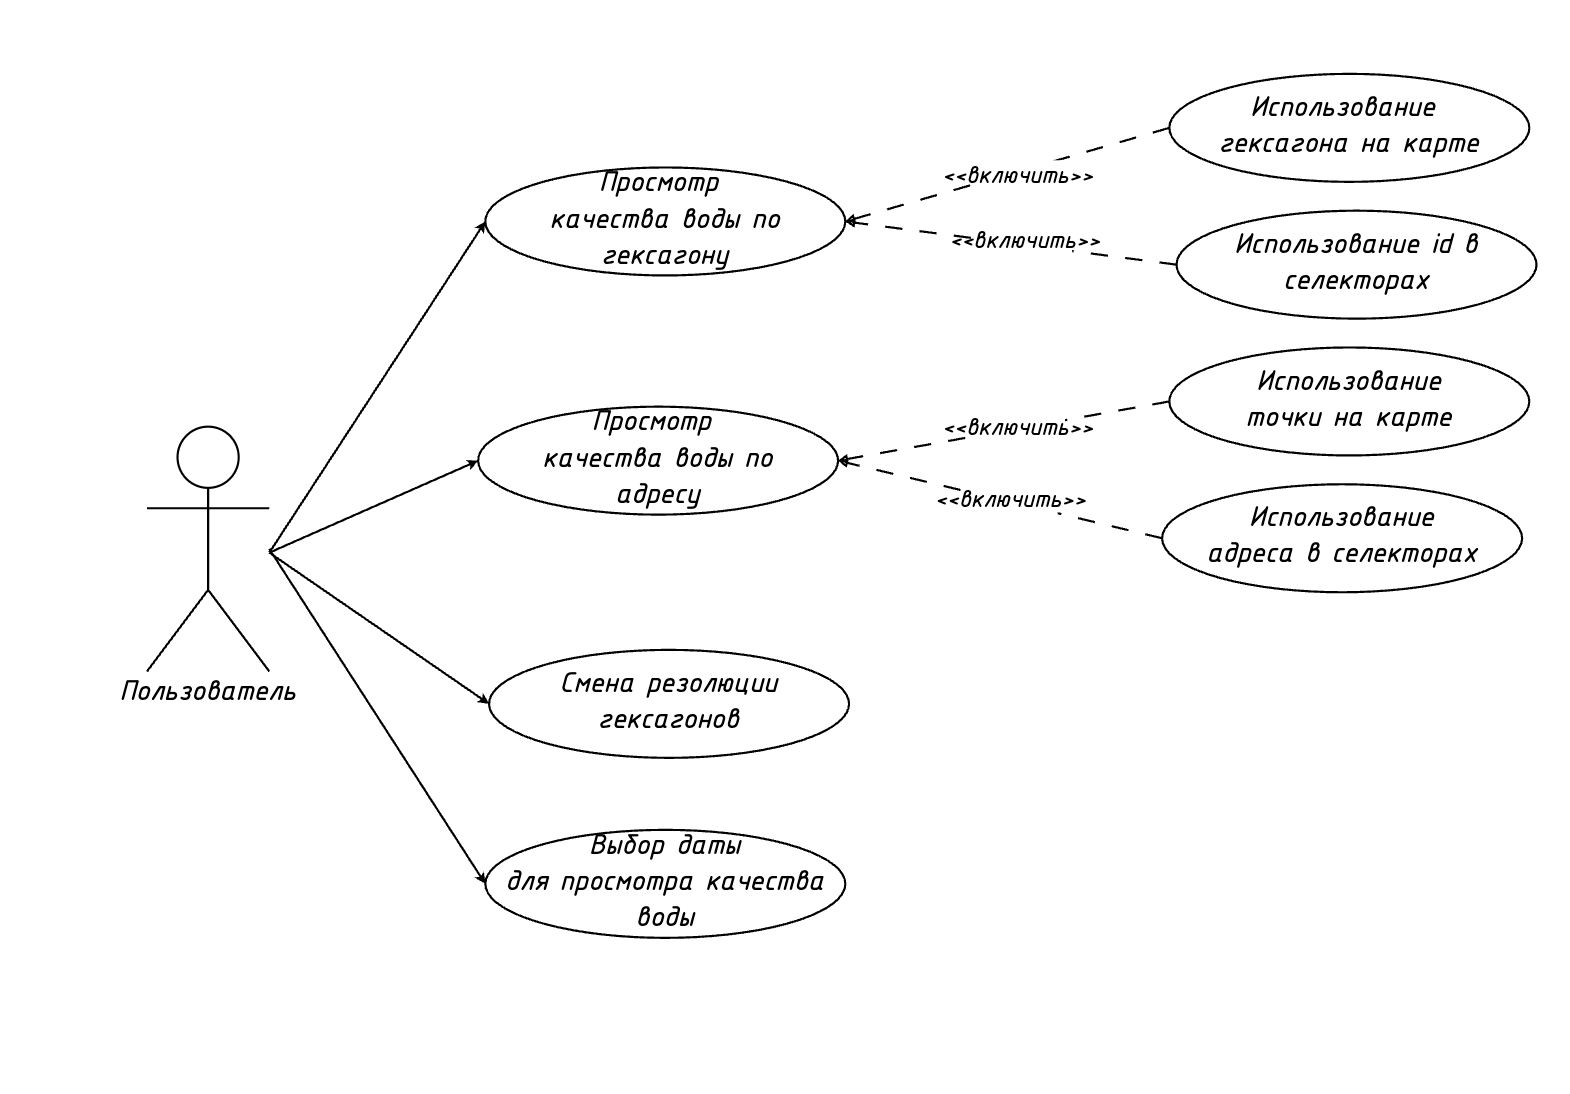 Использование
гексагона на карте
<<включить>>
Просмотр
качества воды по
гексагону
<<включить>>
Использование id в
селекторах
Использование
точки на карте
<<включить>>
Просмотр
качества воды по
адресу
<<включить>>
Использование
адреса в селекторах
Пользователь
Смена резолюции
гексагонов
Выбор даты
для просмотра качества
воды